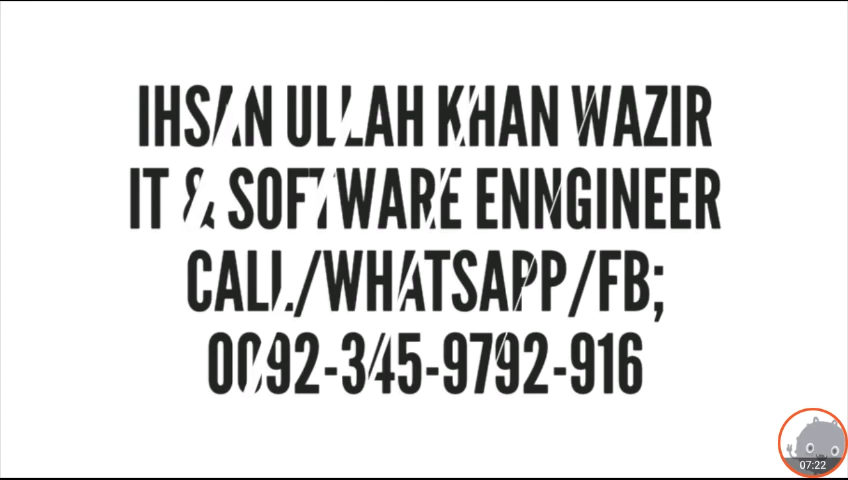 IHSAN ULLAH KHAN WAZIR
IT & SOFTWARE ENNGINEER
CALL/WHATSAPP/FB;
0092-345-9792-916
07:22